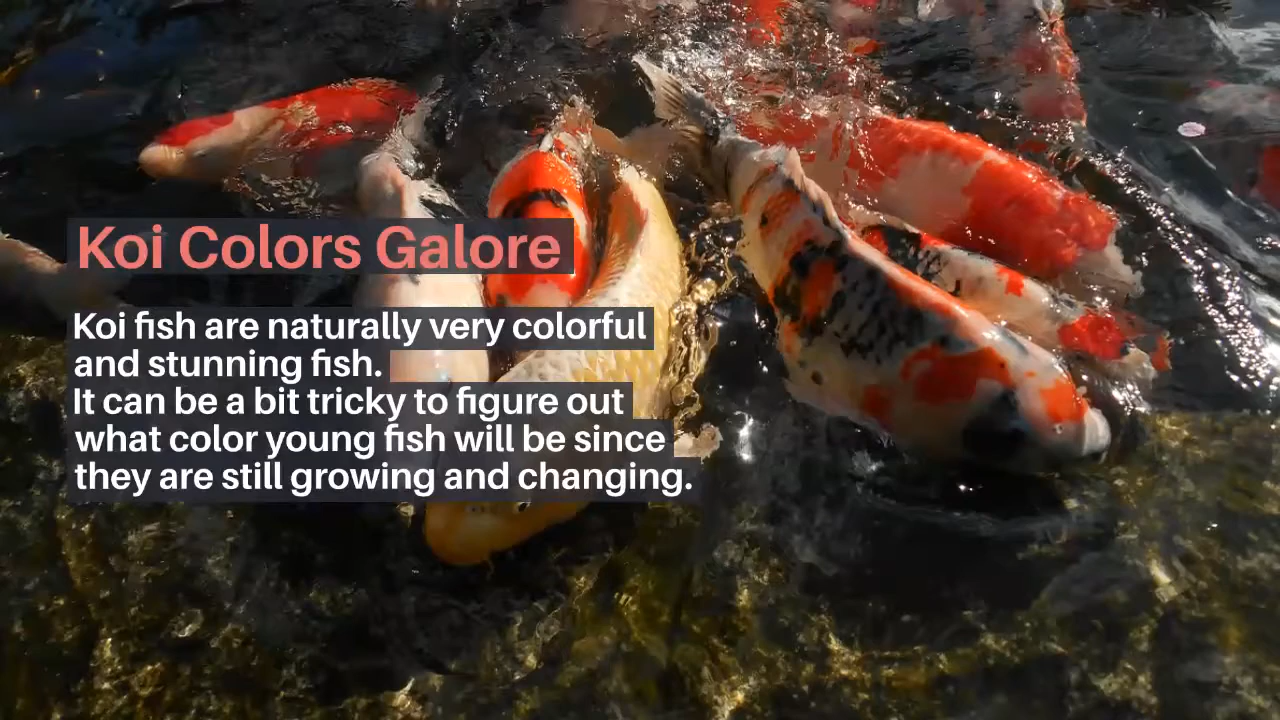 Koi Colors Galore
Koi fish are naturally very colorful
and stunning fish.
It can be a bit tricky to figure out
what color young fish will be since
they are still growing and changing.